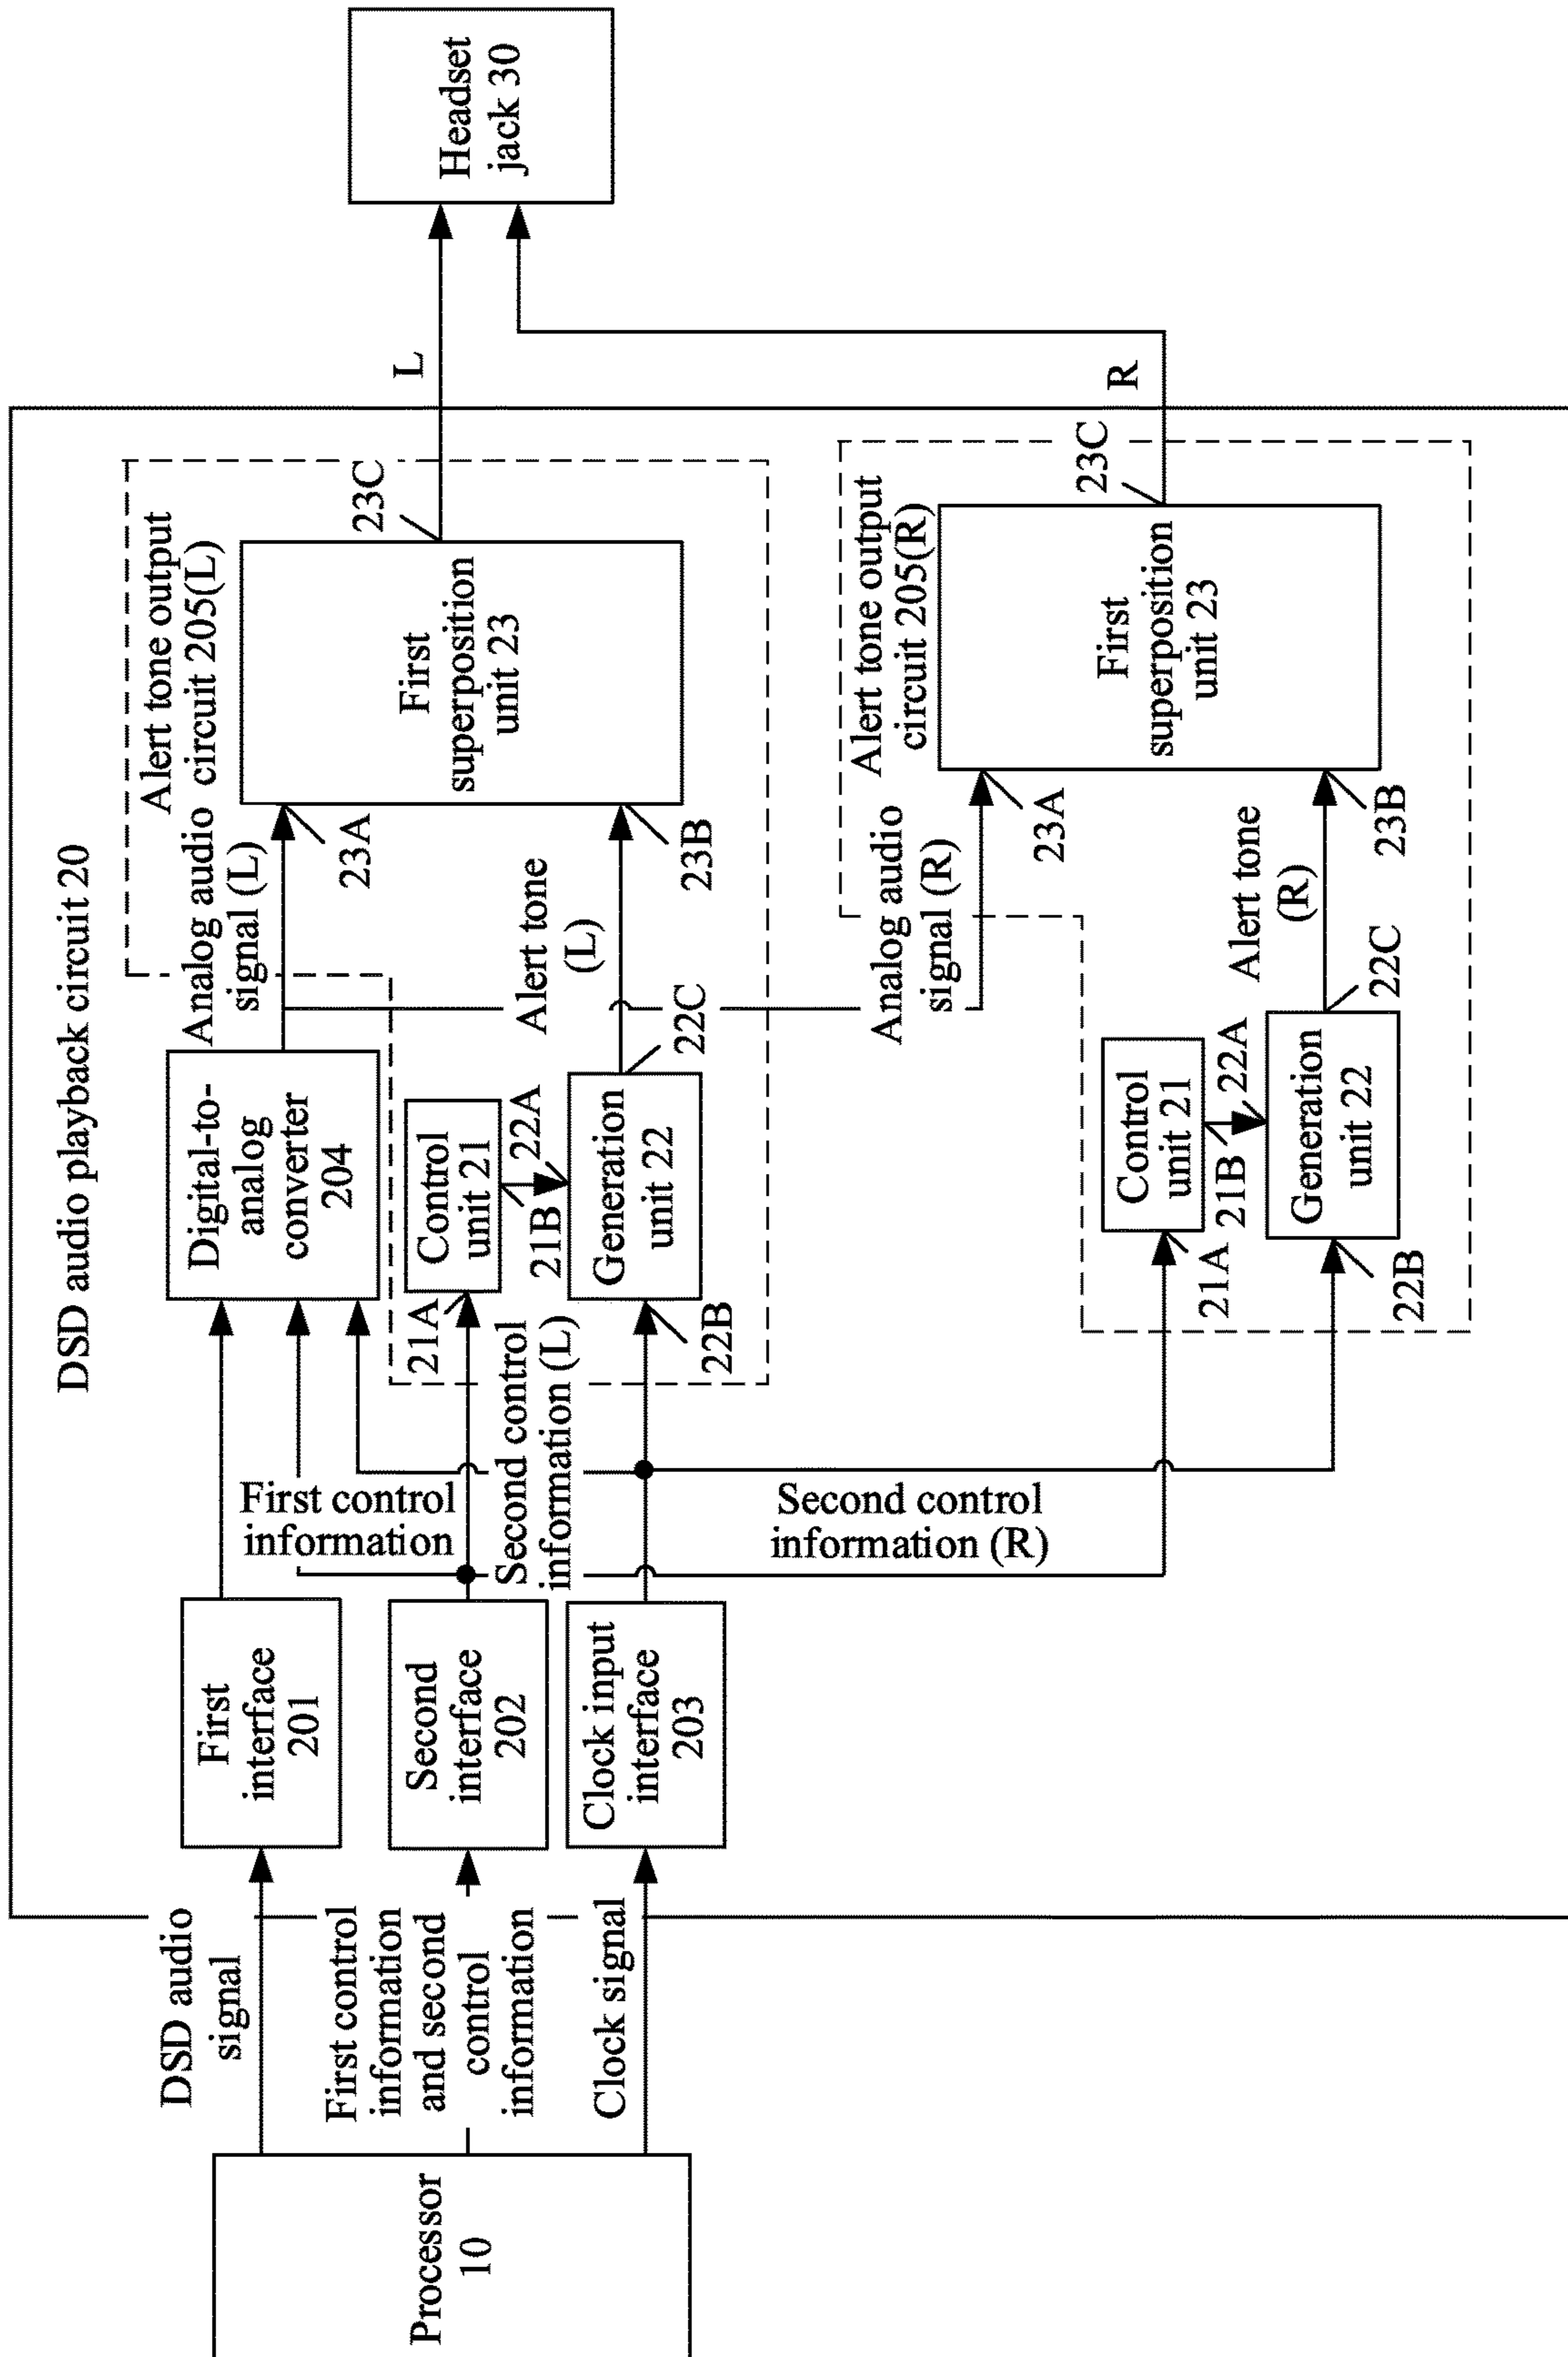 DSD audio playback circuit 20
Processor
10
DSD audio
signal
First control
information
and second
control
information
Clock signal
First
interface
201
Second
interface
202
Clock input
interface
203
First control
information
Second control
information (L)
Second control
information (R)
Digital-to-
analog
converter
204
Analog audio
signal (L)
Alert tone output
circuit 205(L)
21A
Control
unit 21
21B
22A
Generation
unit 22
22B
22C
Alert tone
(L)
23A
23B
First
superposition
unit 23
23C
L
Analog audio
signal (R)
Alert tone output
circuit 205(R)
21A
Control
unit 21
21B
22A
Generation
unit 22
22B
22C
Alert tone
(R)
23A
23B
First
superposition
unit 23
23C
R
Headset
jack 30